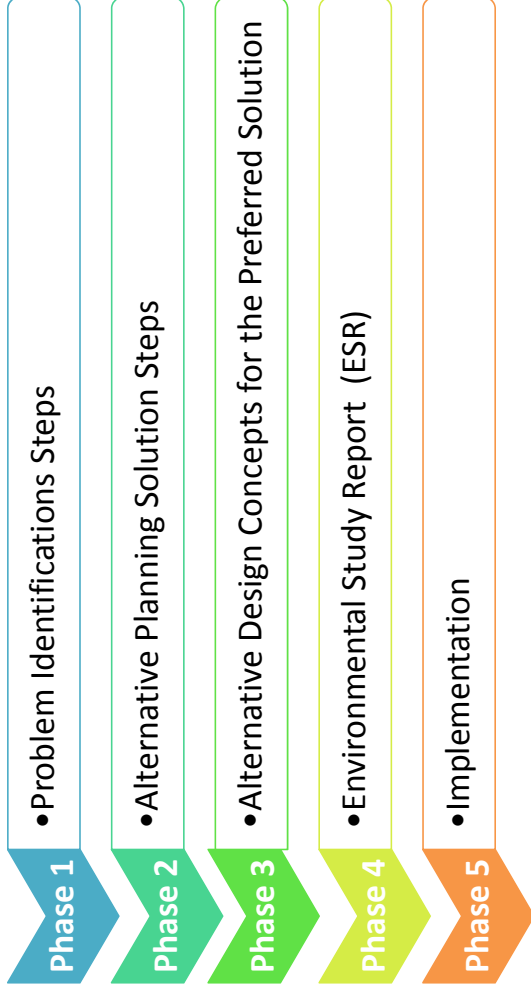 Phase 1
•Problem Identifications Steps
Phase 2
•Alternative Planning Solution Steps
Phase 3
•Alternative Design Concepts for the Preferred Solution
Phase 4
•Environmental Study Report (ESR)
Phase 5
•Implementation